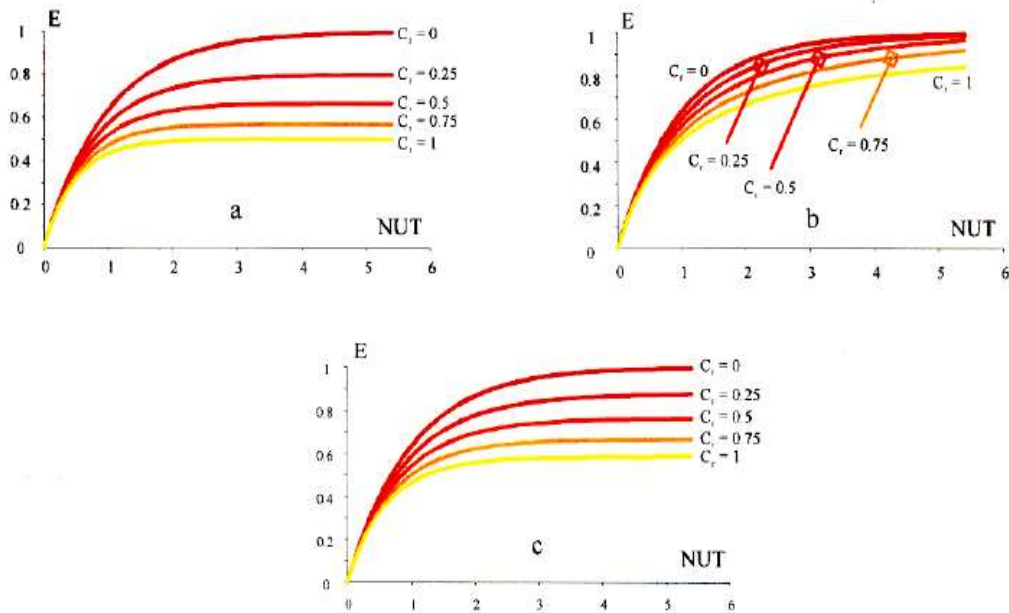 E
1
0.8
0.6
0.4
0.2
0
0 1 2 3 4 5 6
C_r = 0
C_r = 0.25
C_r = 0.5
C_r = 0.75
C_r = 1
a
NUT
1
0.8
0.6
0.4
0.2
0
0 1 2 3 4 5 6
C_r = 0
C_r = 1
C_r = 0.25
C_r = 0.5
C_r = 0.75
b
NUT
E
1
0.8
0.6
0.4
0.2
0
0 1 2 3 4 5 6
C_r = 0
C_r = 0.25
C_r = 0.5
C_r = 0.75
C_r = 1
c
NUT